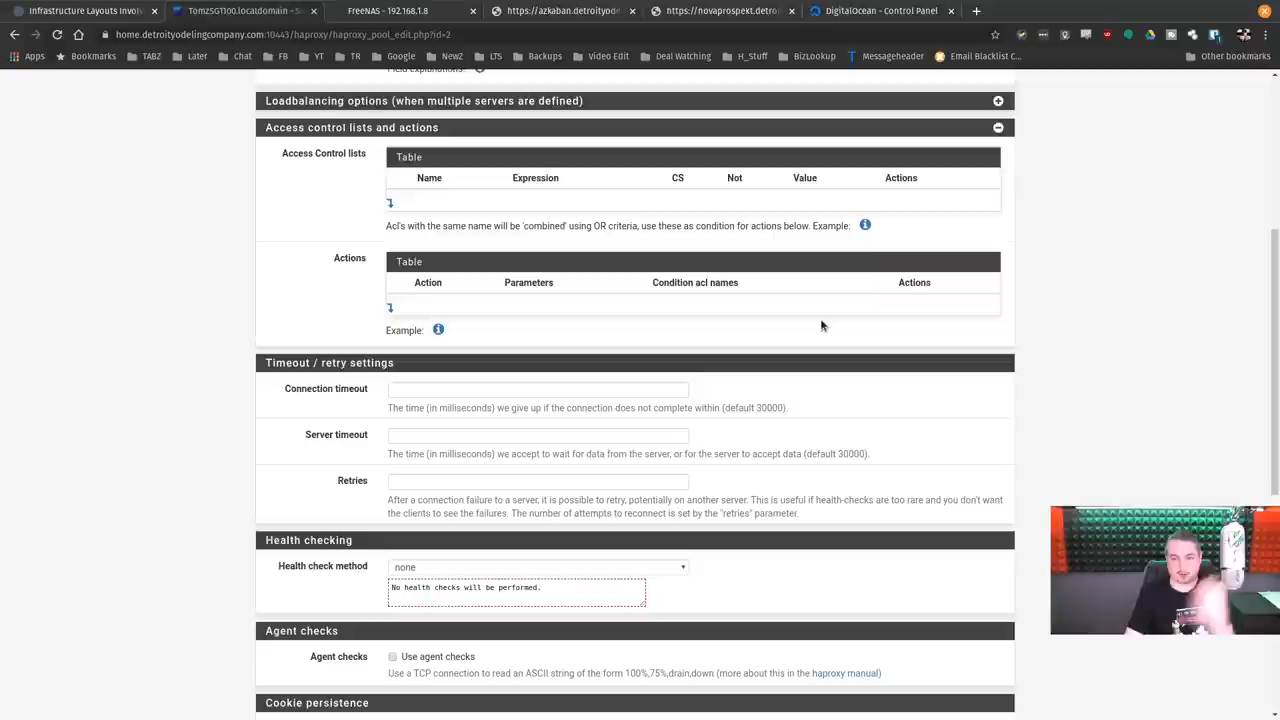 Infrastructure Layouts Invol
TomzSG100.localdomain - S
FreeNAS - 192.168.1.8
https://azkaban.detroityode
https://novaprospekt.detroi
DigitalOcean - Control Panel
home.detroityodelingcompany.com:10443/haproxy/haproxy_pool_edit.php?id=2
Apps Bookmarks TABZ Later Chat FB YT TR Google NewZ LTS Backups Video Edit Deal Watching H_Stuff BizLookup Messageheader Email Blacklist C... Other bookmarks
Field explanations:
Loadbalancing options (when multiple servers are defined)
Access control lists and actions
Access Control lists
Table
Name Expression CS Not Value Actions
Acl's with the same name will be 'combined' using OR criteria, use these as condition for actions below. Example:
Actions
Table
Action Parameters Condition acl names Actions
Example:
Timeout / retry settings
Connection timeout
The time (in milliseconds) we give up if the connection does not complete within (default 30000).
Server timeout
The time (in milliseconds) we accept to wait for data from the server, or for the server to accept data (default 30000).
Retries
After a connection failure to a server, it is possible to retry, potentially on another server. This is useful if health-checks are too rare and you don't want
the clients to see the failures. The number of attempts to reconnect is set by the "retries" parameter.
Health checking
Health check method
none
No health checks will be performed.
Agent checks
Agent checks
Use agent checks
Use a TCP connection to read an ASCII string of the form 100%,75%,drain,down (more about this in the haproxy manual)
Cookie persistence